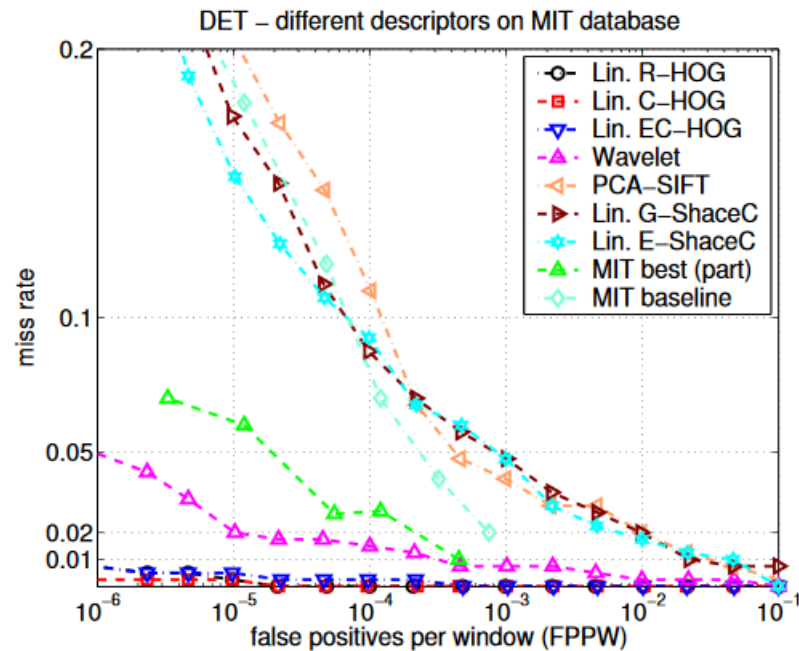 DET − different descriptors on MIT database
0.2
0.1
0.05
0.02
0.01
miss rate
Lin. R−HOG
Lin. C−HOG
Lin. EC−HOG
Wavelet
PCA−SIFT
Lin. G−ShaceC
Lin. E−ShaceC
MIT best (part)
MIT baseline
10⁻⁶ 10⁻⁵ 10⁻⁴ 10⁻³ 10⁻² 10⁻¹
false positives per window (FPPW)